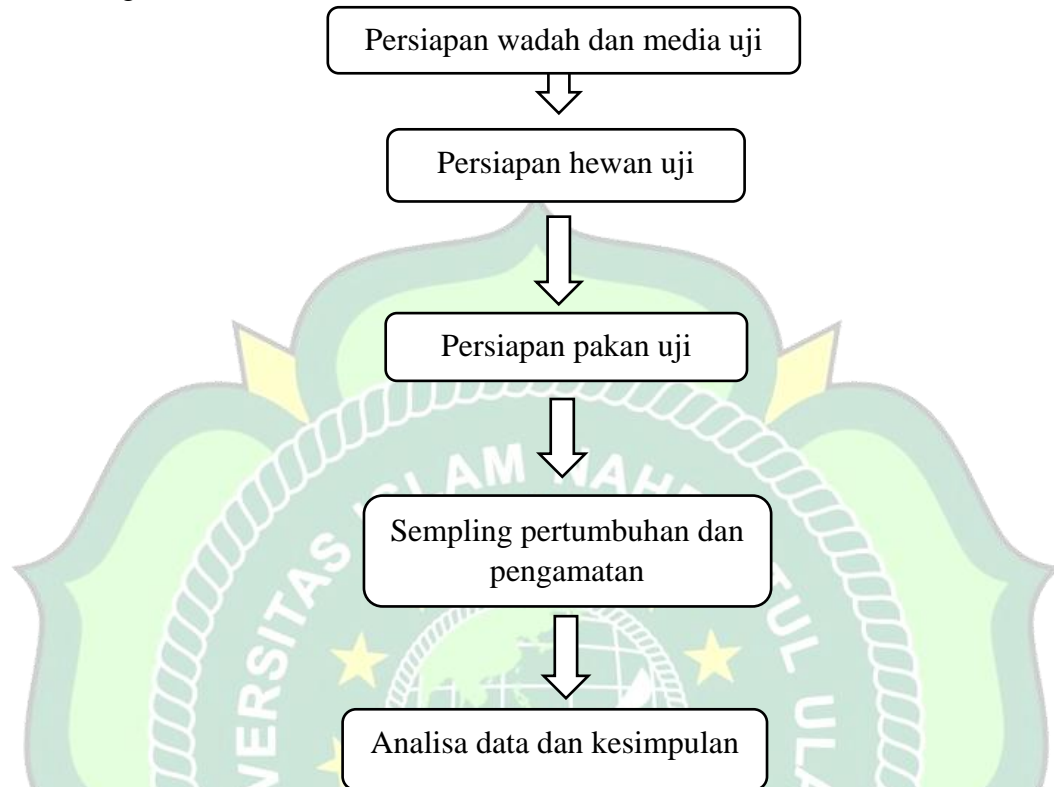 Persiapan wadah dan media uji
Persiapan hewan uji
Persiapan pakan uji
Sempling pertumbuhan dan
pengamatan
Analisa data dan kesimpulan
ISLAM